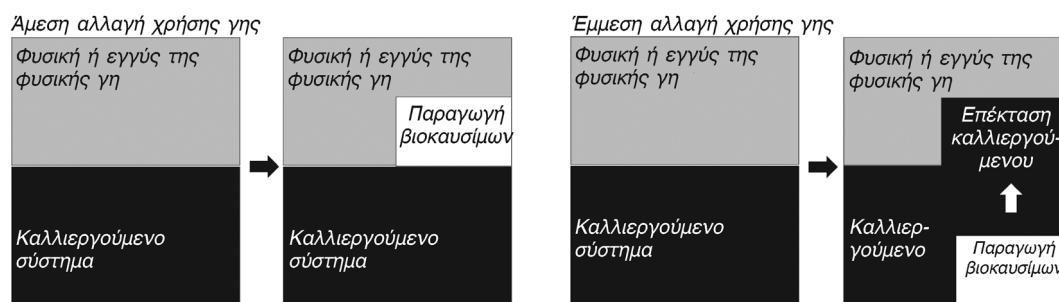 Άμεση αλλαγή χρήσης γης
Φυσική ή εγγύς της
φυσικής γη
Καλλιεργούμενο
σύστημα
Φυσική ή εγγύς της
φυσικής γη
Παραγωγή
βιοκαυσίμων
Καλλιεργούμενο
σύστημα
Έμμεση αλλαγή χρήσης γης
Φυσική ή εγγύς της
φυσικής γη
Καλλιεργούμενο
σύστημα
Φυσική ή εγγύς της
φυσικής γη
Επέκταση
καλλιεργού-
μενου
Καλλιερ-
γούμενο
Παραγωγή
βιοκαυσίμων